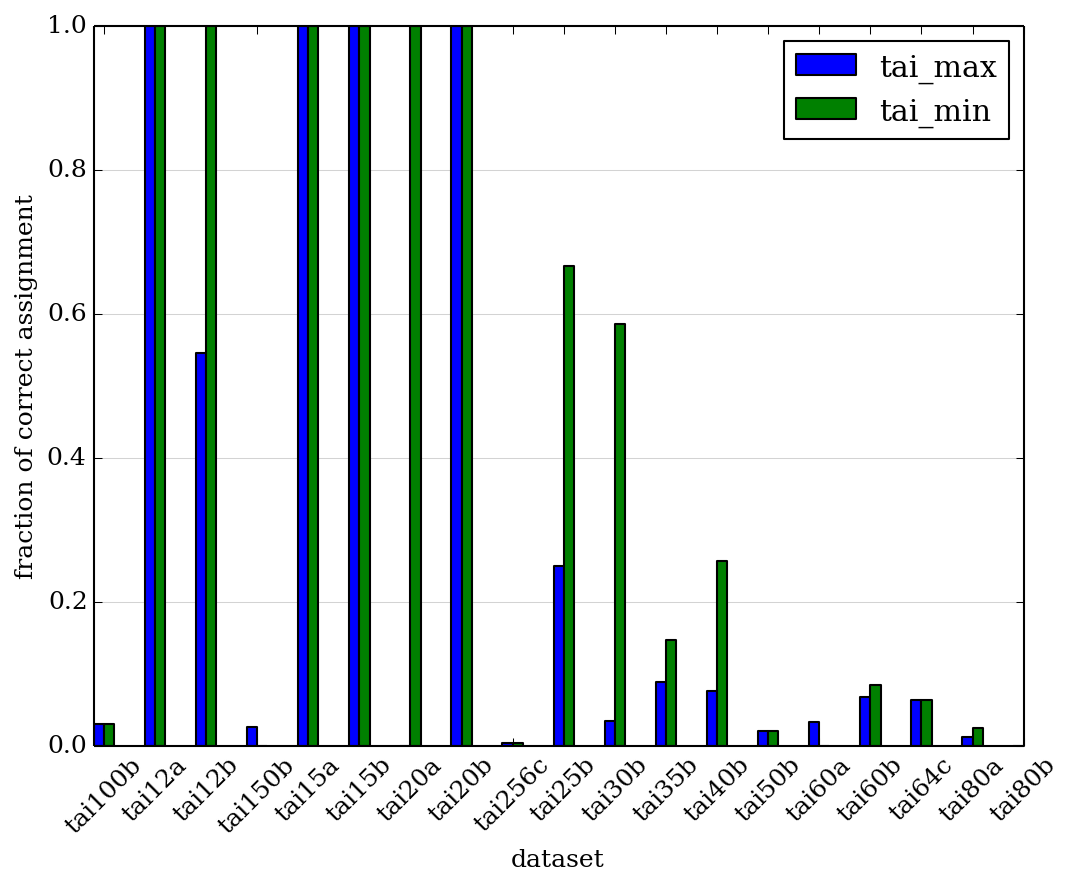 1.0
0.8
0.6
0.4
0.2
0.0
fraction of correct assignment
tai_max
tai_min
tai100b
tai12a
tai12b
tai150b
tai15a
tai15b
tai20a
tai20b
tai256c
tai25b
tai30b
tai35b
tai40b
tai50b
tai60a
tai60b
tai64c
tai80a
tai80b
dataset